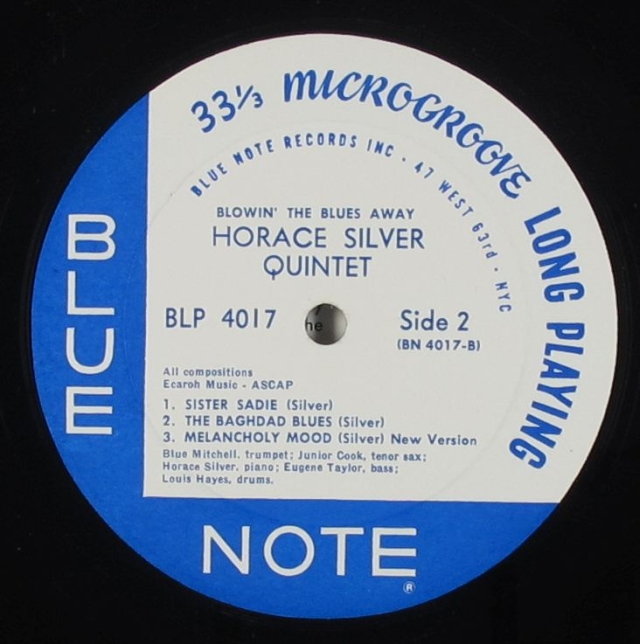 33⅓ MICROGROOVE LONG PLAYING
BLUE NOTE RECORDS INC · 47 WEST 63rd · NYC
BLOWIN' THE BLUES AWAY
HORACE SILVER
QUINTET
BLP 4017
Side 2
(BN 4017-B)
he
All compositions
Ecaroh Music - ASCAP
1. SISTER SADIE (Silver)
2. THE BAGHDAD BLUES (Silver)
3. MELANCHOLY MOOD (Silver) New Version
Blue Mitchell, trumpet; Junior Cook, tenor sax;
Horace Silver, piano; Eugene Taylor, bass;
Louis Hayes, drums.
BLUE
NOTE
®